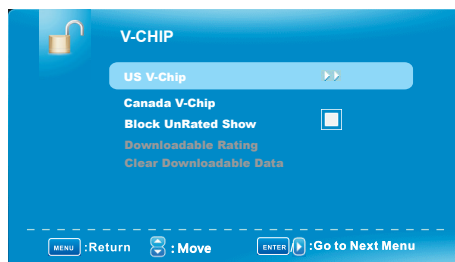 V-CHIP
US V-Chip
Canada V-Chip
Block UnRated Show
Downloadable Rating
Clear Downloadable Data
MENU :Return : Move ENTER / :Go to Next Menu